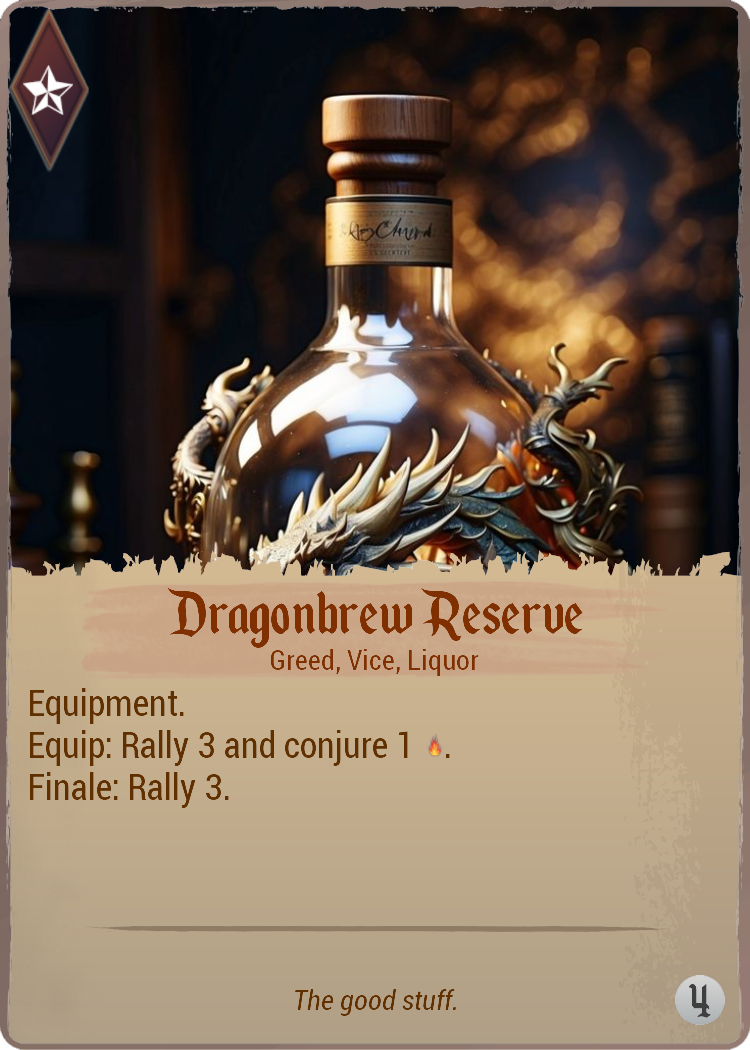 Dragonbrew Reserve
Greed, Vice, Liquor
Equipment.
Equip: Rally 3 and conjure 1 🔥.
Finale: Rally 3.
The good stuff.
4